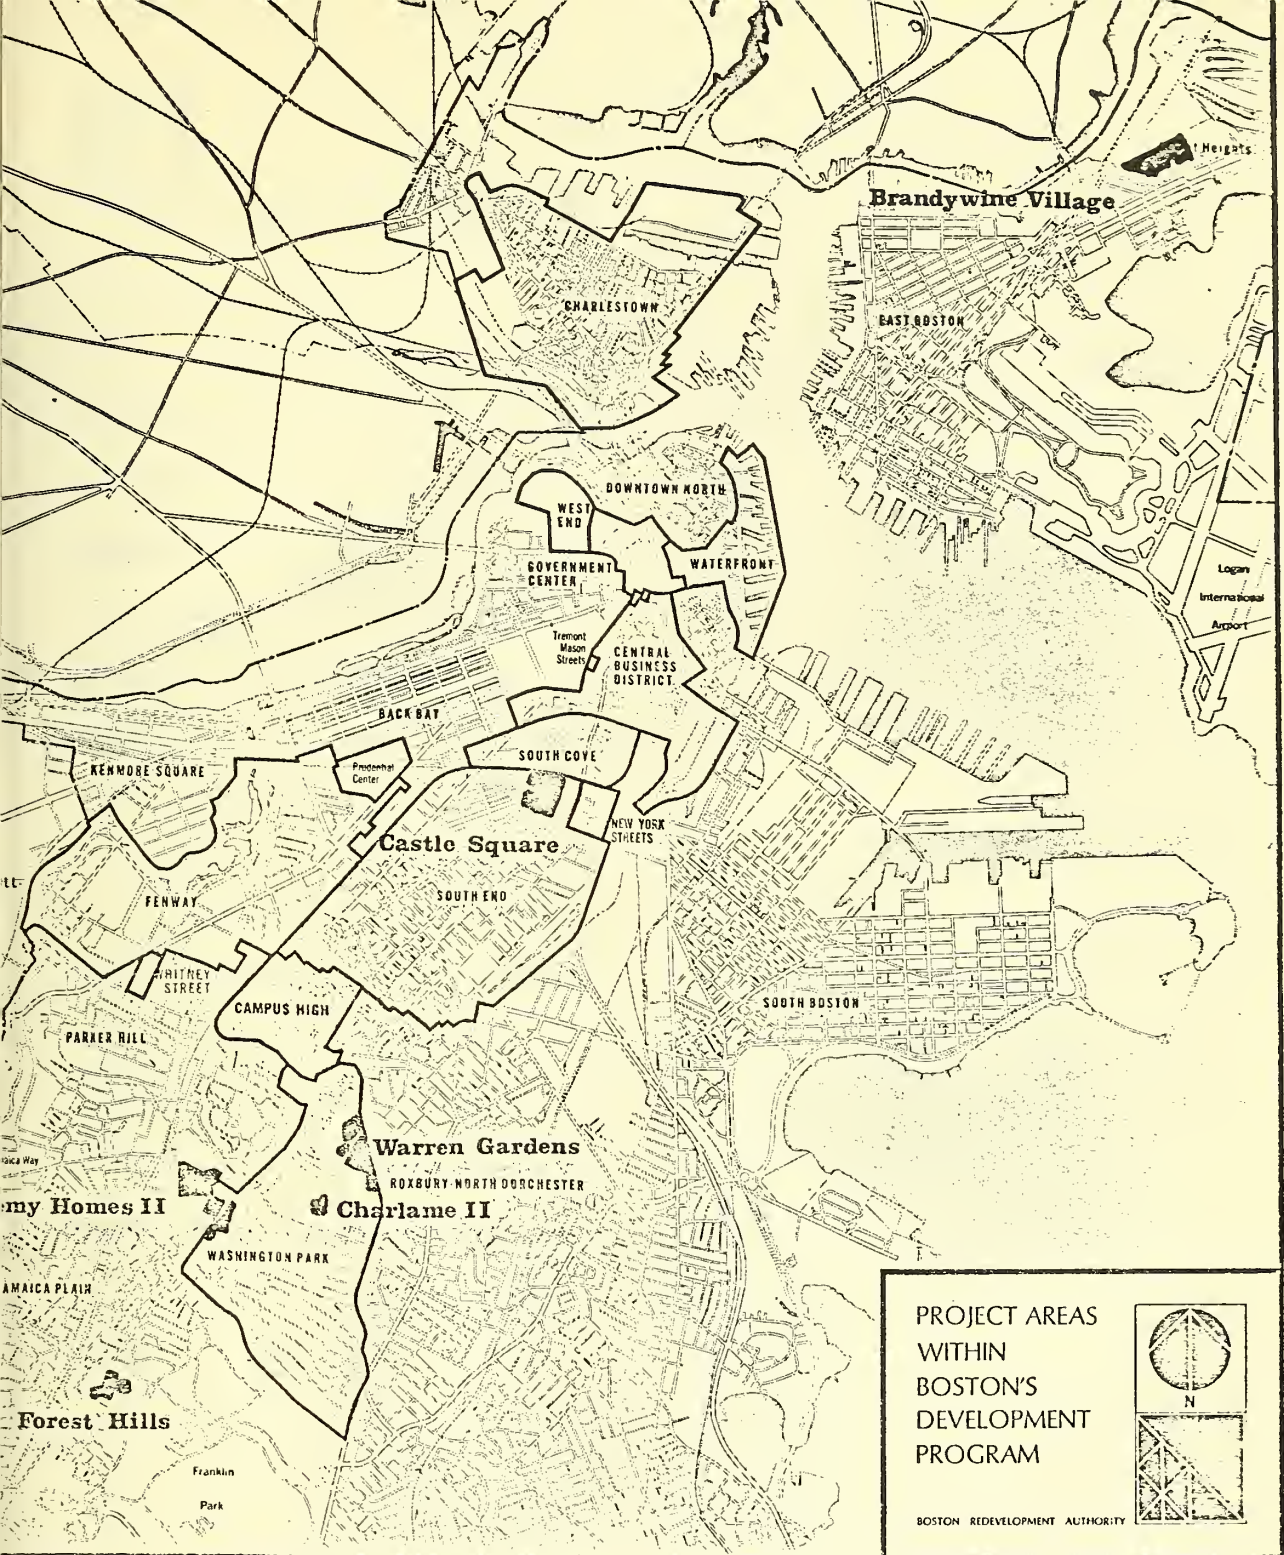 Heights
Brandywine Village
CHARLESTOWN
EAST BOSTON
DOWNTOWN NORTH
WEST
END
GOVERNMENT
CENTER
WATERFRONT
Logan
International
Airport
Tremont
Mason
Streets
CENTRAL
BUSINESS
DISTRICT
BACK BAY
SOUTH COVE
KENMORE SQUARE
Prudential
Center
NEW YORK
STREETS
Castle Square
SOUTH END
FENWAY
WHITNEY
STREET
CAMPUS HIGH
SOUTH BOSTON
PARKER HILL
Warren Gardens
aica Way
ROXBURY-NORTH DORCHESTER
my Homes II
Charlame II
WASHINGTON PARK
AMAICA PLAIN
Forest Hills
Franklin
Park
PROJECT AREAS
WITHIN
BOSTON'S
DEVELOPMENT
PROGRAM
N
BOSTON REDEVELOPMENT AUTHORITY